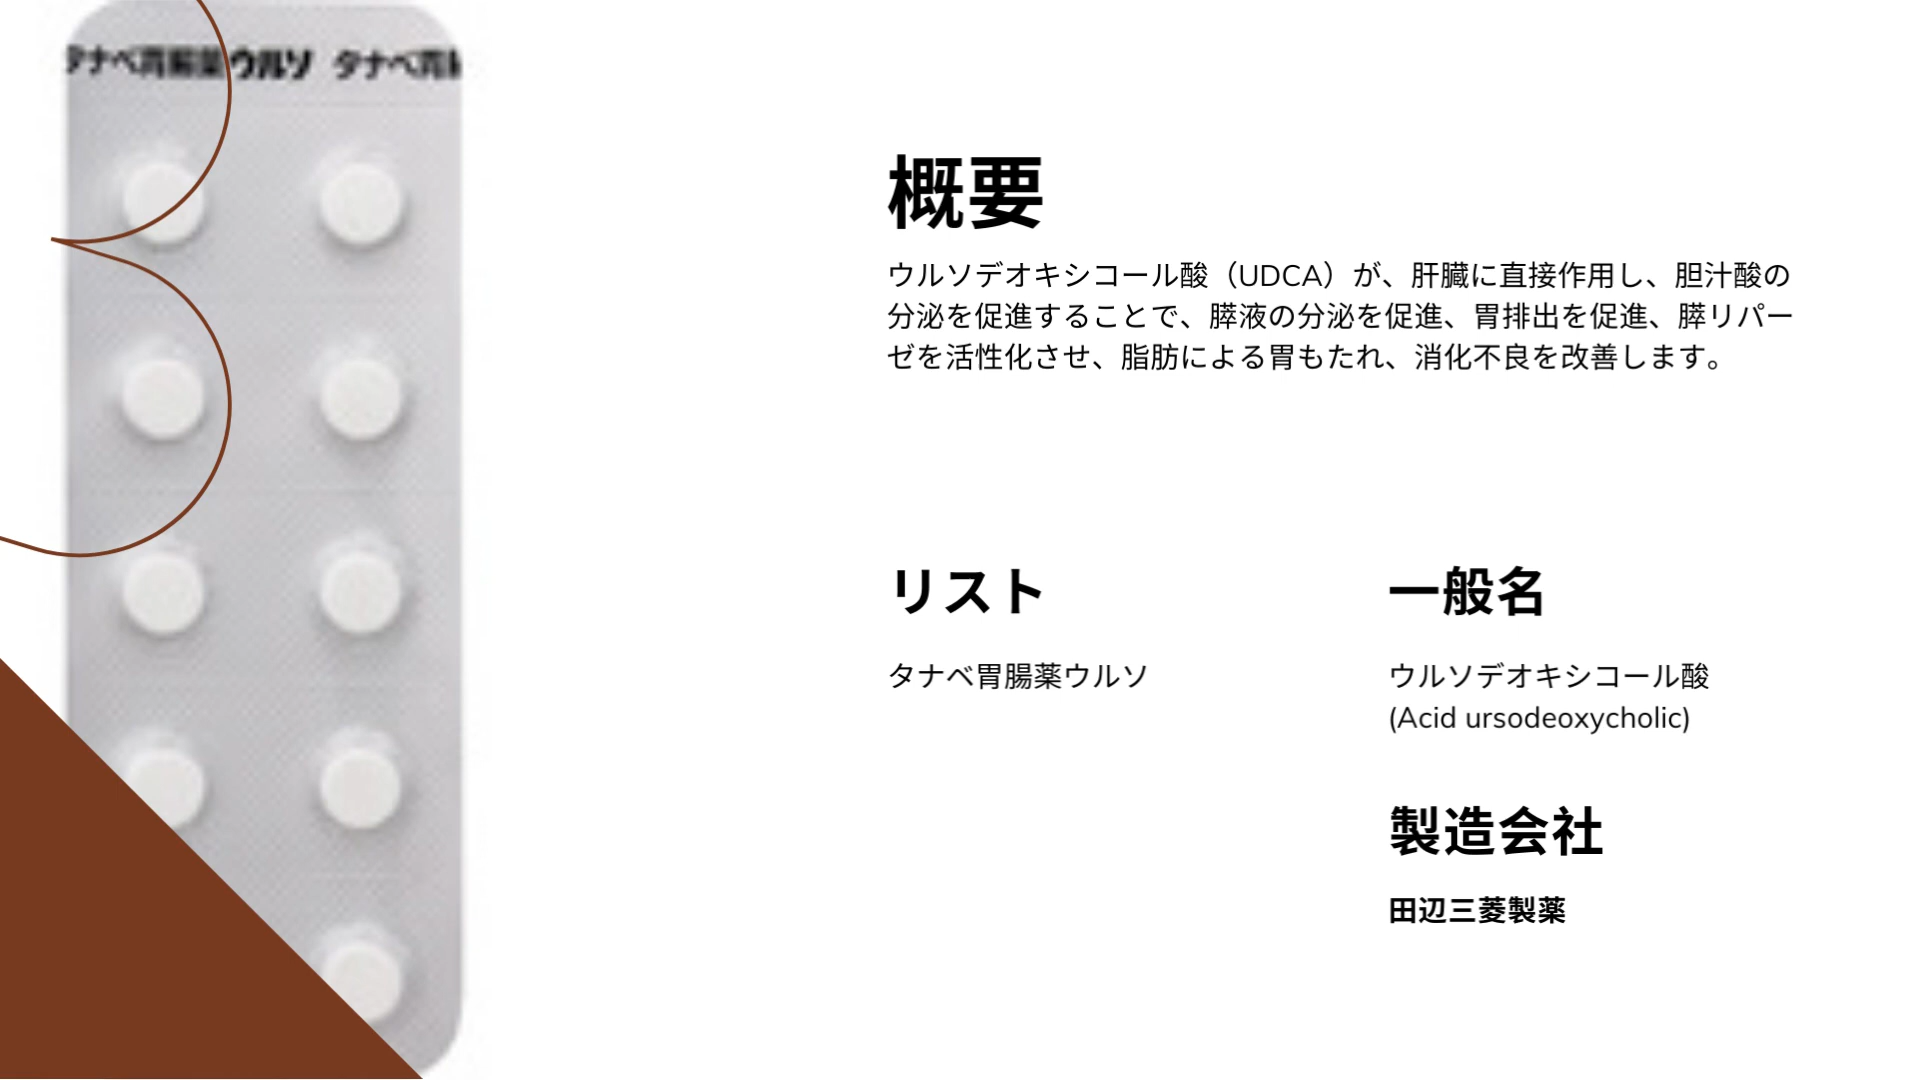 タナベ胃腸薬ウルソ タナベ胃腸
概要
ウルソデオキシコール酸（UDCA）が、肝臓に直接作用し、胆汁酸の
分泌を促進することで、膵液の分泌を促進、胃排出を促進、膵リパー
ゼを活性化させ、脂肪による胃もたれ、消化不良を改善します。
リスト
タナベ胃腸薬ウルソ
一般名
ウルソデオキシコール酸
(Acid ursodeoxycholic)
製造会社
田辺三菱製薬